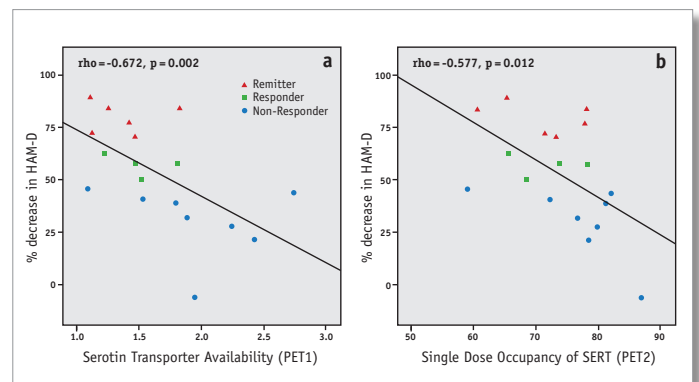 rho=-0.672, p=0.002
a
Remitter
Responder
Non-Responder
% decrease in HAM-D
100
75
50
25
0
1.0 1.5 2.0 2.5 3.0
Serotin Transporter Availability (PET1)
rho=-0.577, p=0.012
b
% decrease in HAM-D
100
75
50
25
0
50 60 70 80 90
Single Dose Occupancy of SERT (PET2)